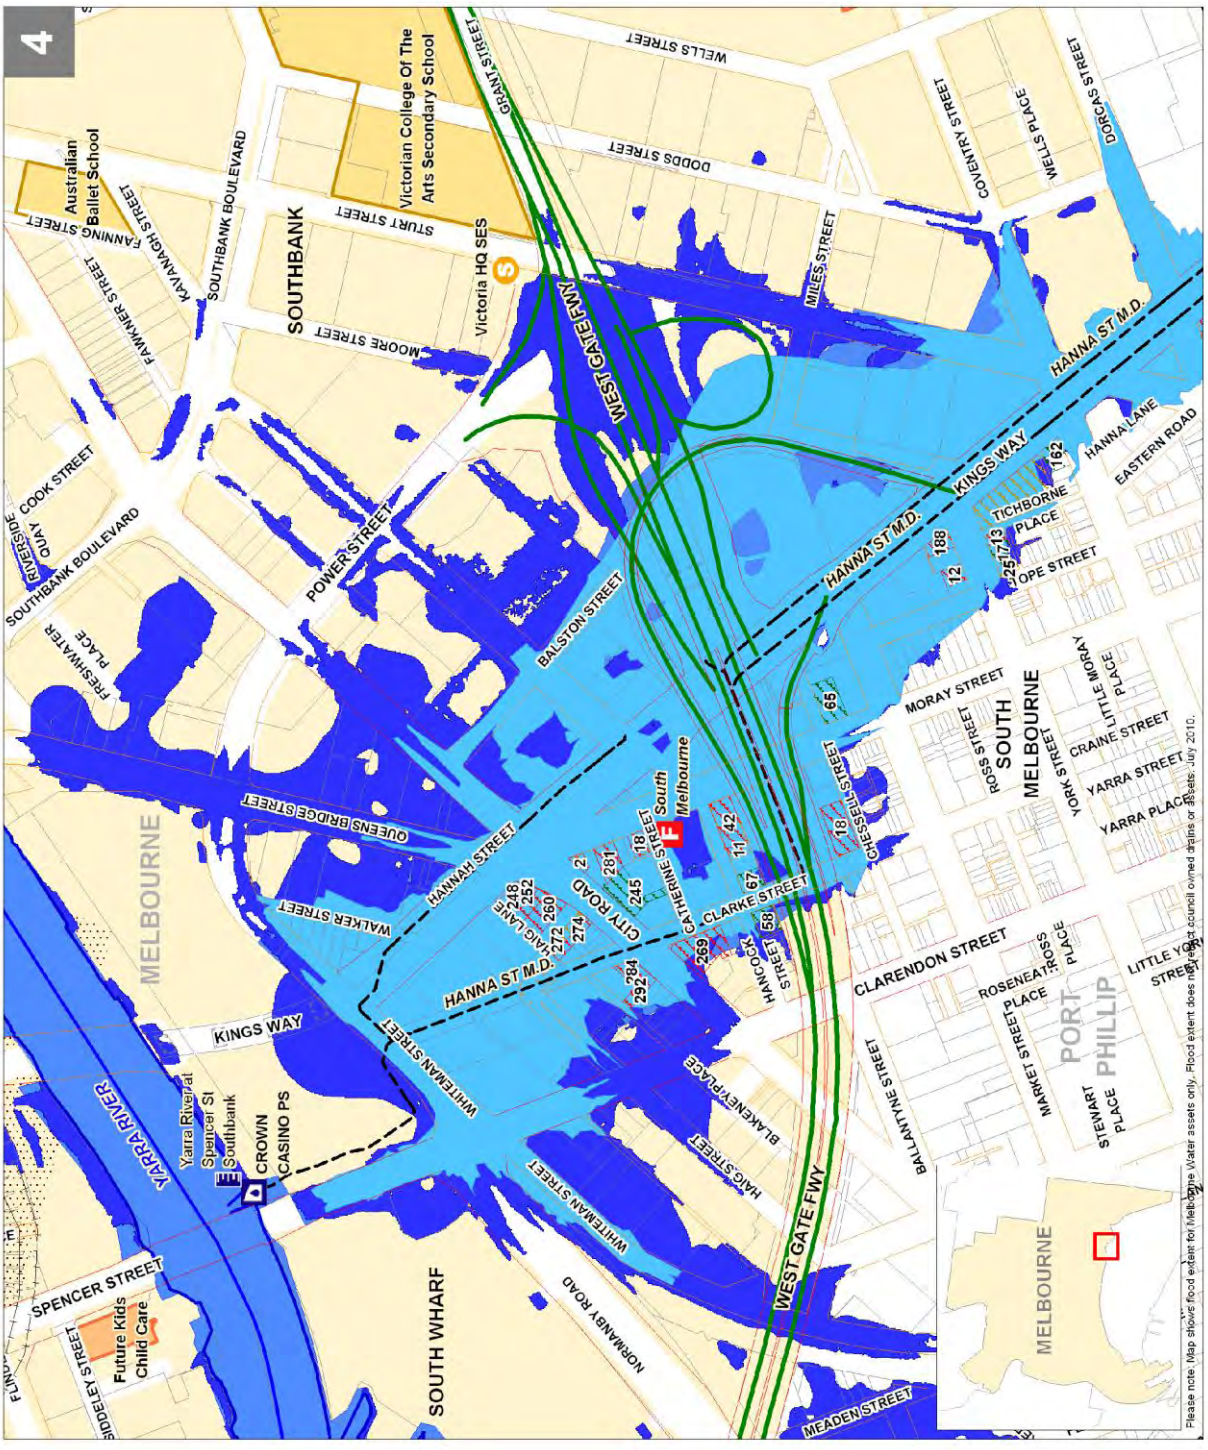 4
Australian
Ballet School
FANNING STREET
KAVANAGH STREET
SOUTHBANK BOULEVARD
FAWKNER STREET
SOUTHBANK
MOORE STREET
STURT STREET
Victorian College Of The
Arts Secondary School
GRANT STREET
WELLS STREET
DODDS STREET
COVENTRY STREET
WELLS PLACE
DORCAS STREET
MILES STREET
Victoria HQ SES
S
WEST GATE FWY
HANNA ST M.D.
KINGS WAY
HANNA LANE
EASTERN ROAD
162
TICHBORNE
PLACE
188
12
HANNA ST M.D.
COOK STREET
RIVERSIDE
QUAY
SOUTHBANK BOULEVARD
POWER STREET
FRESHWATER
PLACE
BALSTON STREET
MORAY STREET
65
LITTLE MORAY
PLACE
ROSS STREET
SOUTH
MELBOURNE
YORK STREET
CRAINE STREET
YARRA STREET
YARRA PLACE
CHESSELL STREET
18
QUEENS BRIDGE STREET
HANNAH STREET
WALKER STREET
South
Melbourne
F
CATHERINE STREET
18
42
11
2
281
245
CITY ROAD
248
252
260
272
274
HAIG LANE
67
CLARKE STREET
58
269
HANCOCK
STREET
284
292
HANNA ST M.D.
MELBOURNE
KINGS WAY
WHITEMAN STREET
CLARENDON STREET
ROSS
PLACE
MARKET STREET
PORT
PHILLIP
STEWART
PLACE
BALLANTYNE STREET
BLAKENEY PLACE
HAIG STREET
YARRA RIVER
Yarra River at
Spencer St
Southbank
E
CROWN
CASINO PS
WHITEMAN STREET
WEST GATE FWY
NORMANBY ROAD
SPENCER STREET
SIDDELEY STREET
Future Kids
Child Care
SOUTH WHARF
MEADEN STREET
MELBOURNE
Please note: Map shows flood extent for Melbourne Water assets only. Flood extent does not reflect council owned drains or assets. July 2010.